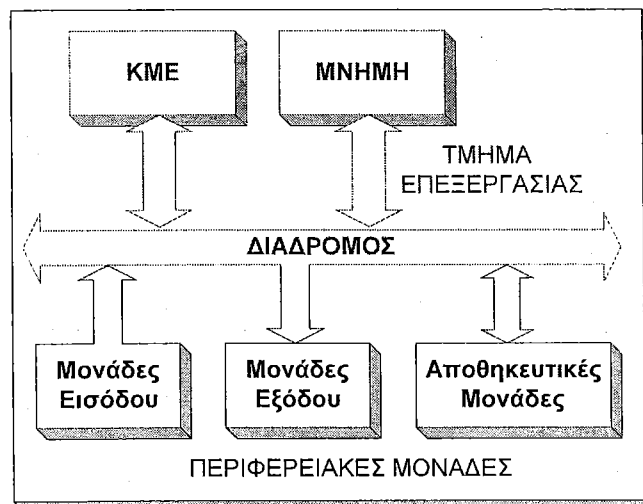 ΚΜΕ
ΜΝΗΜΗ
ΤΜΗΜΑ
ΕΠΕΞΕΡΓΑΣΙΑΣ
ΔΙΑΔΡΟΜΟΣ
Μονάδες
Εισόδου
Μονάδες
Εξόδου
Αποθηκευτικές
Μονάδες
ΠΕΡΙΦΕΡΕΙΑΚΕΣ ΜΟΝΑΔΕΣ